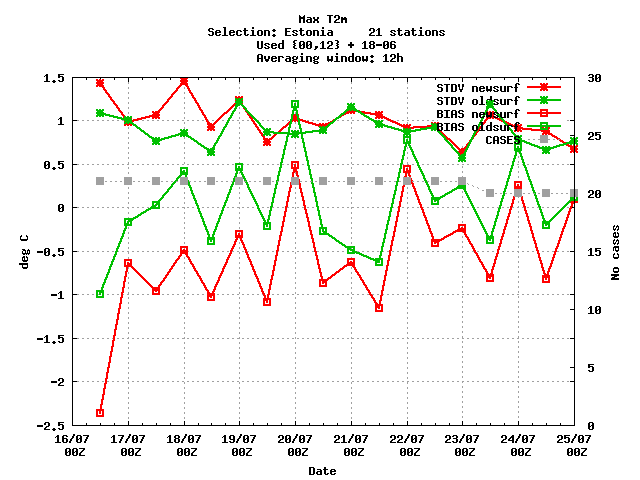 Max T2m
Selection: Estonia 21 stations
Used {00,12} + 18-06
Averaging window: 12h
STDV newsurf
STDV oldsurf
BIAS newsurf
BIAS oldsurf
CASES
deg C
1.5
1
0.5
0
-0.5
-1
-1.5
-2
-2.5
No cases
30
25
20
15
10
5
0
16/07 17/07 18/07 19/07 20/07 21/07 22/07 23/07 24/07 25/07
00Z 00Z 00Z 00Z 00Z 00Z 00Z 00Z 00Z 00Z
Date